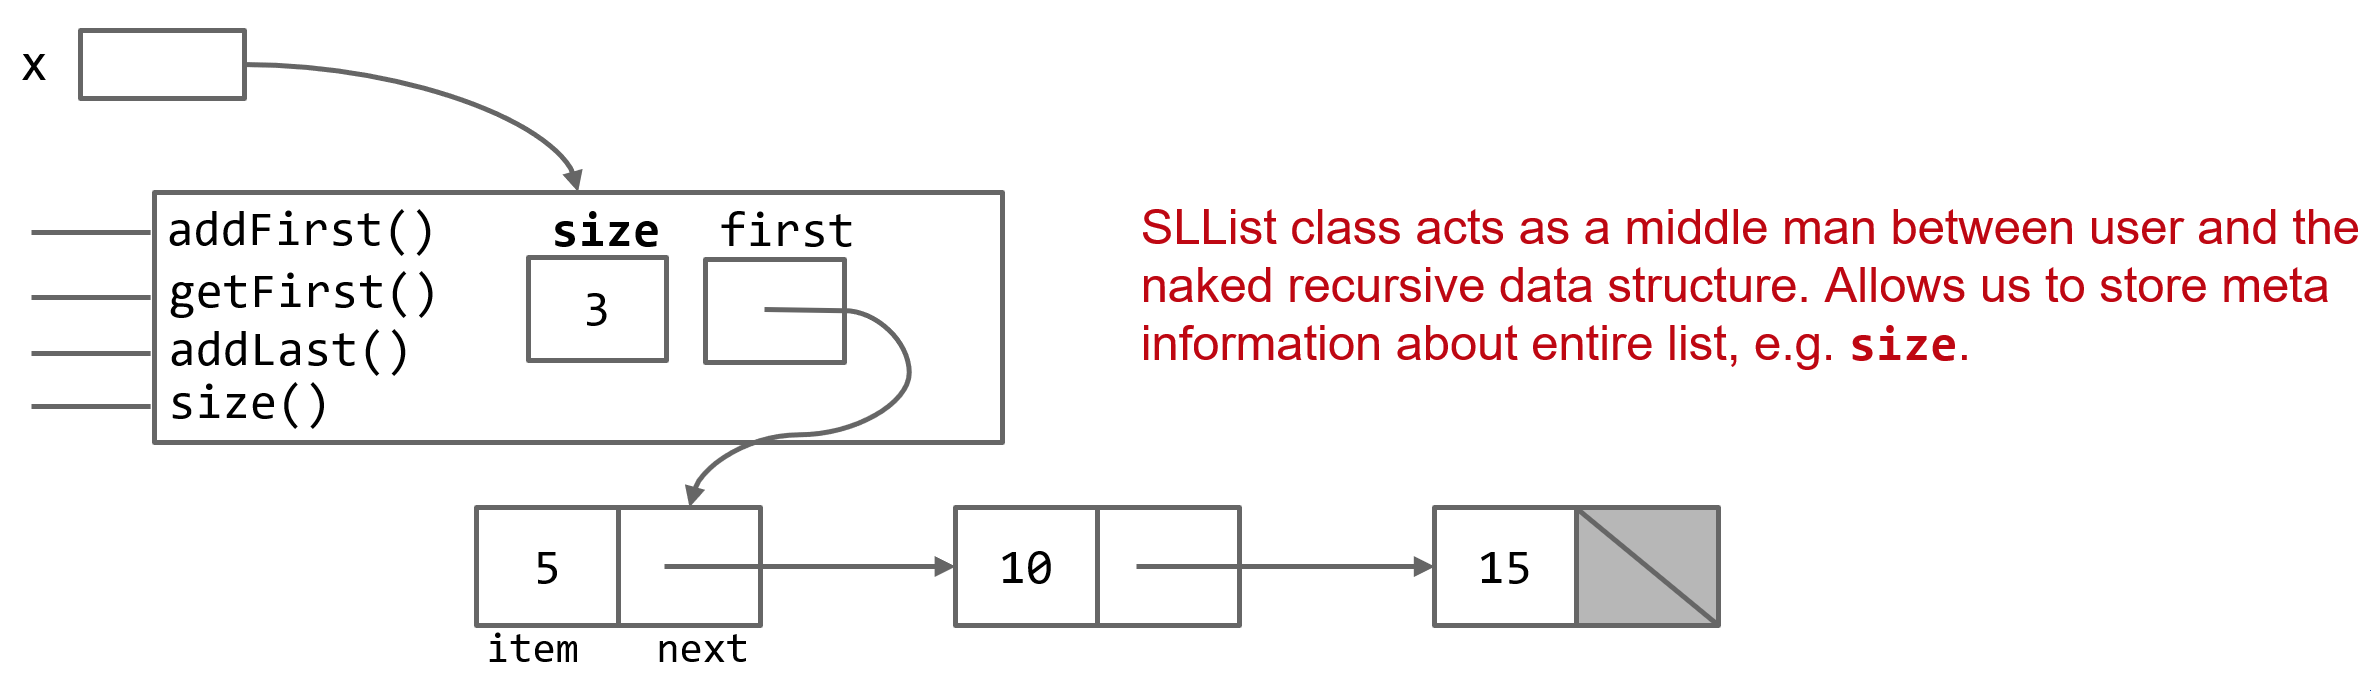 x
addFirst() size first
getFirst() 3
addLast()
size()
SLList class acts as a middle man between user and the
naked recursive data structure. Allows us to store meta
information about entire list, e.g. size.
5 10 15
item next